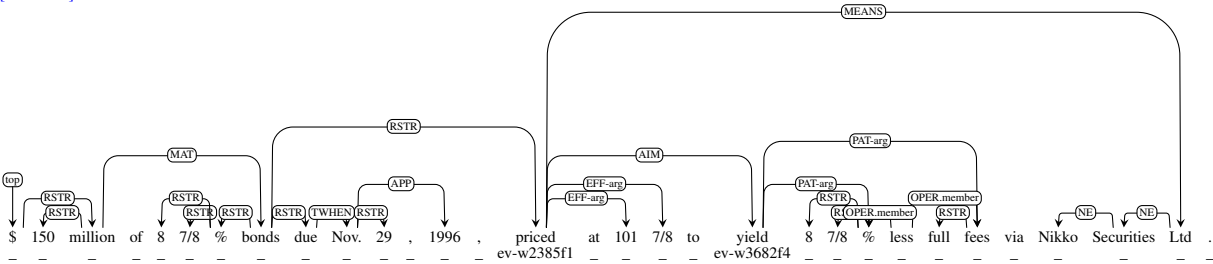 MEANS
RSTR
MAT AIM PAT-arg
top APP EFF-arg PAT-arg
RSTR RSTR EFF-arg RSTR OPER.member
RSTR RSTR RSTR RSTR TWHEN RSTR OPER.member RSTR NE NE
$ 150 million of 8 7/8 % bonds due Nov. 29 , 1996 , priced at 101 7/8 to yield 8 7/8 % less full fees via Nikko Securities Ltd .
_ _ _ _ _ _ _ _ _ _ _ _ _ _ ev-w2385f1 _ _ _ _ ev-w3682f4 _ _ _ _ _ _ _ _ _ _ _